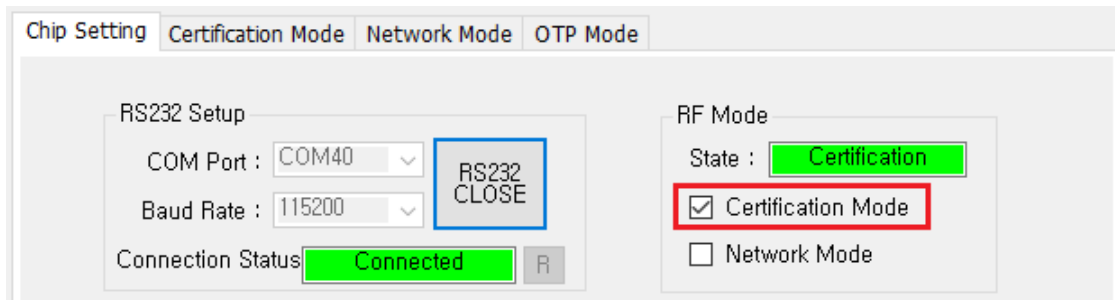 Chip Setting Certification Mode Network Mode OTP Mode
RS232 Setup
COM Port : COM40
Baud Rate : 115200
RS232
CLOSE
Connection Status Connected R
RF Mode
State : Certification
Certification Mode
Network Mode